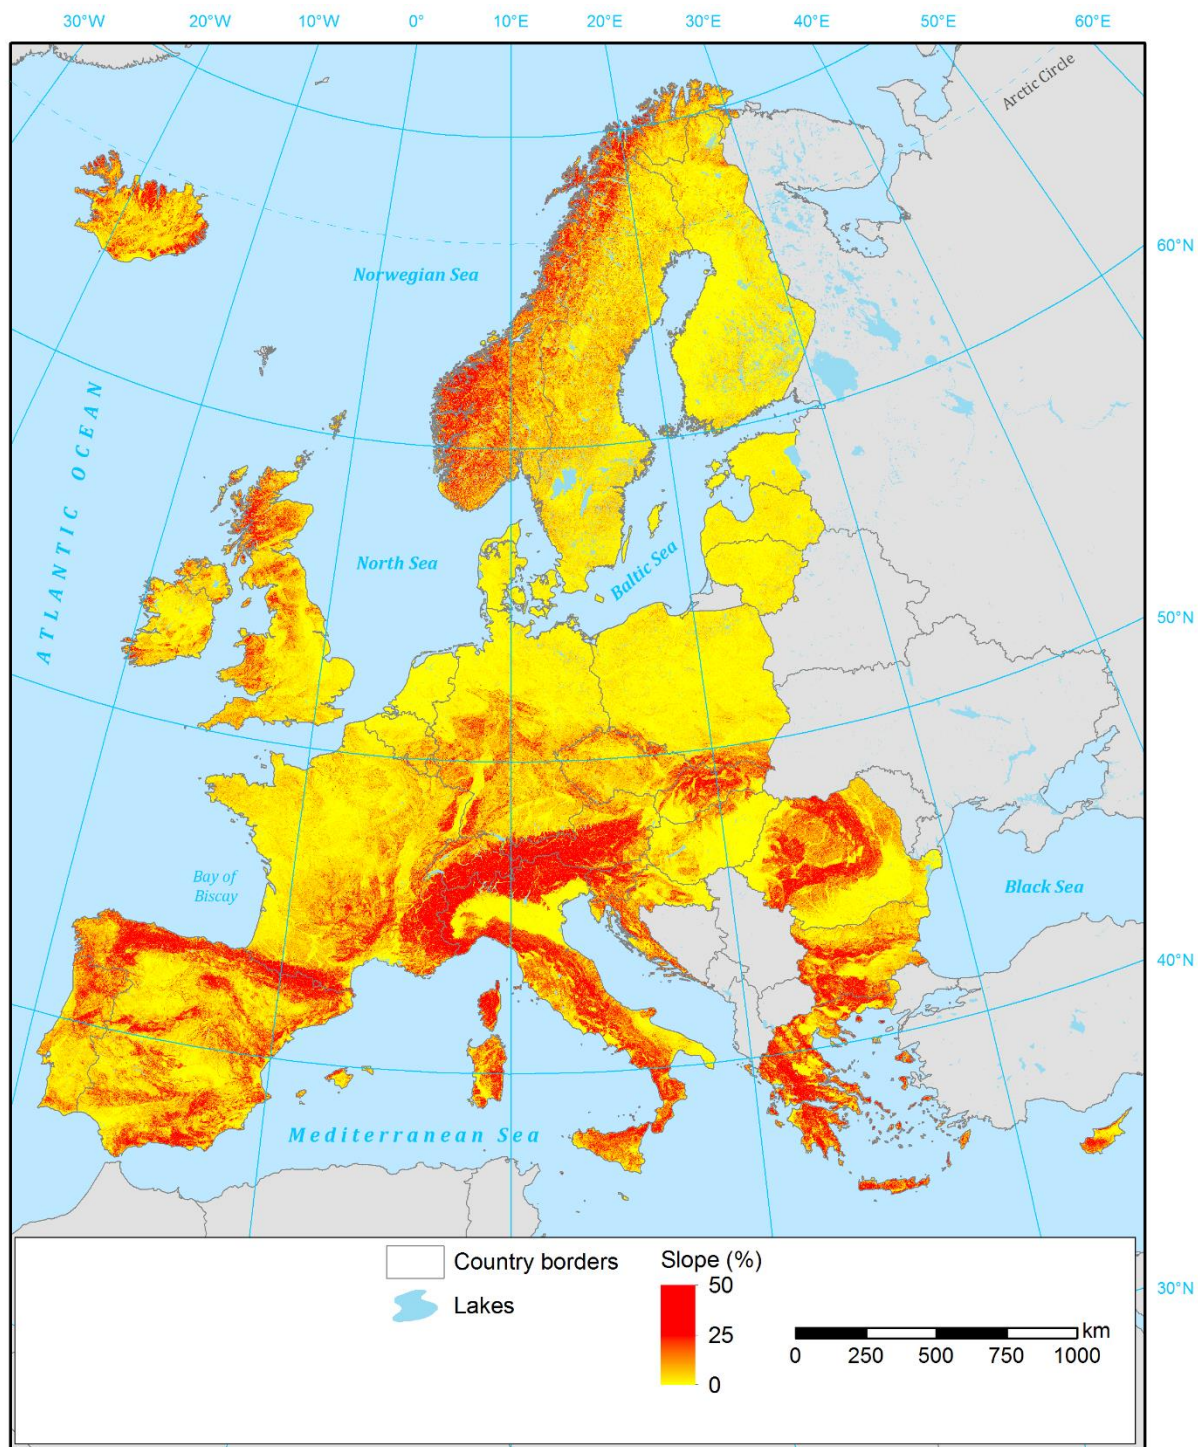 30°W 20°W 10°W 0° 10°E 20°E 30°E 40°E 50°E 60°E
Arctic Circle
60°N
Norwegian Sea
ATLANTIC OCEAN
North Sea
Baltic Sea
50°N
Bay of
Biscay
Black Sea
40°N
Mediterranean Sea
Country borders
Lakes
Slope (%)
50
25
0
km
0 250 500 750 1000
30°N